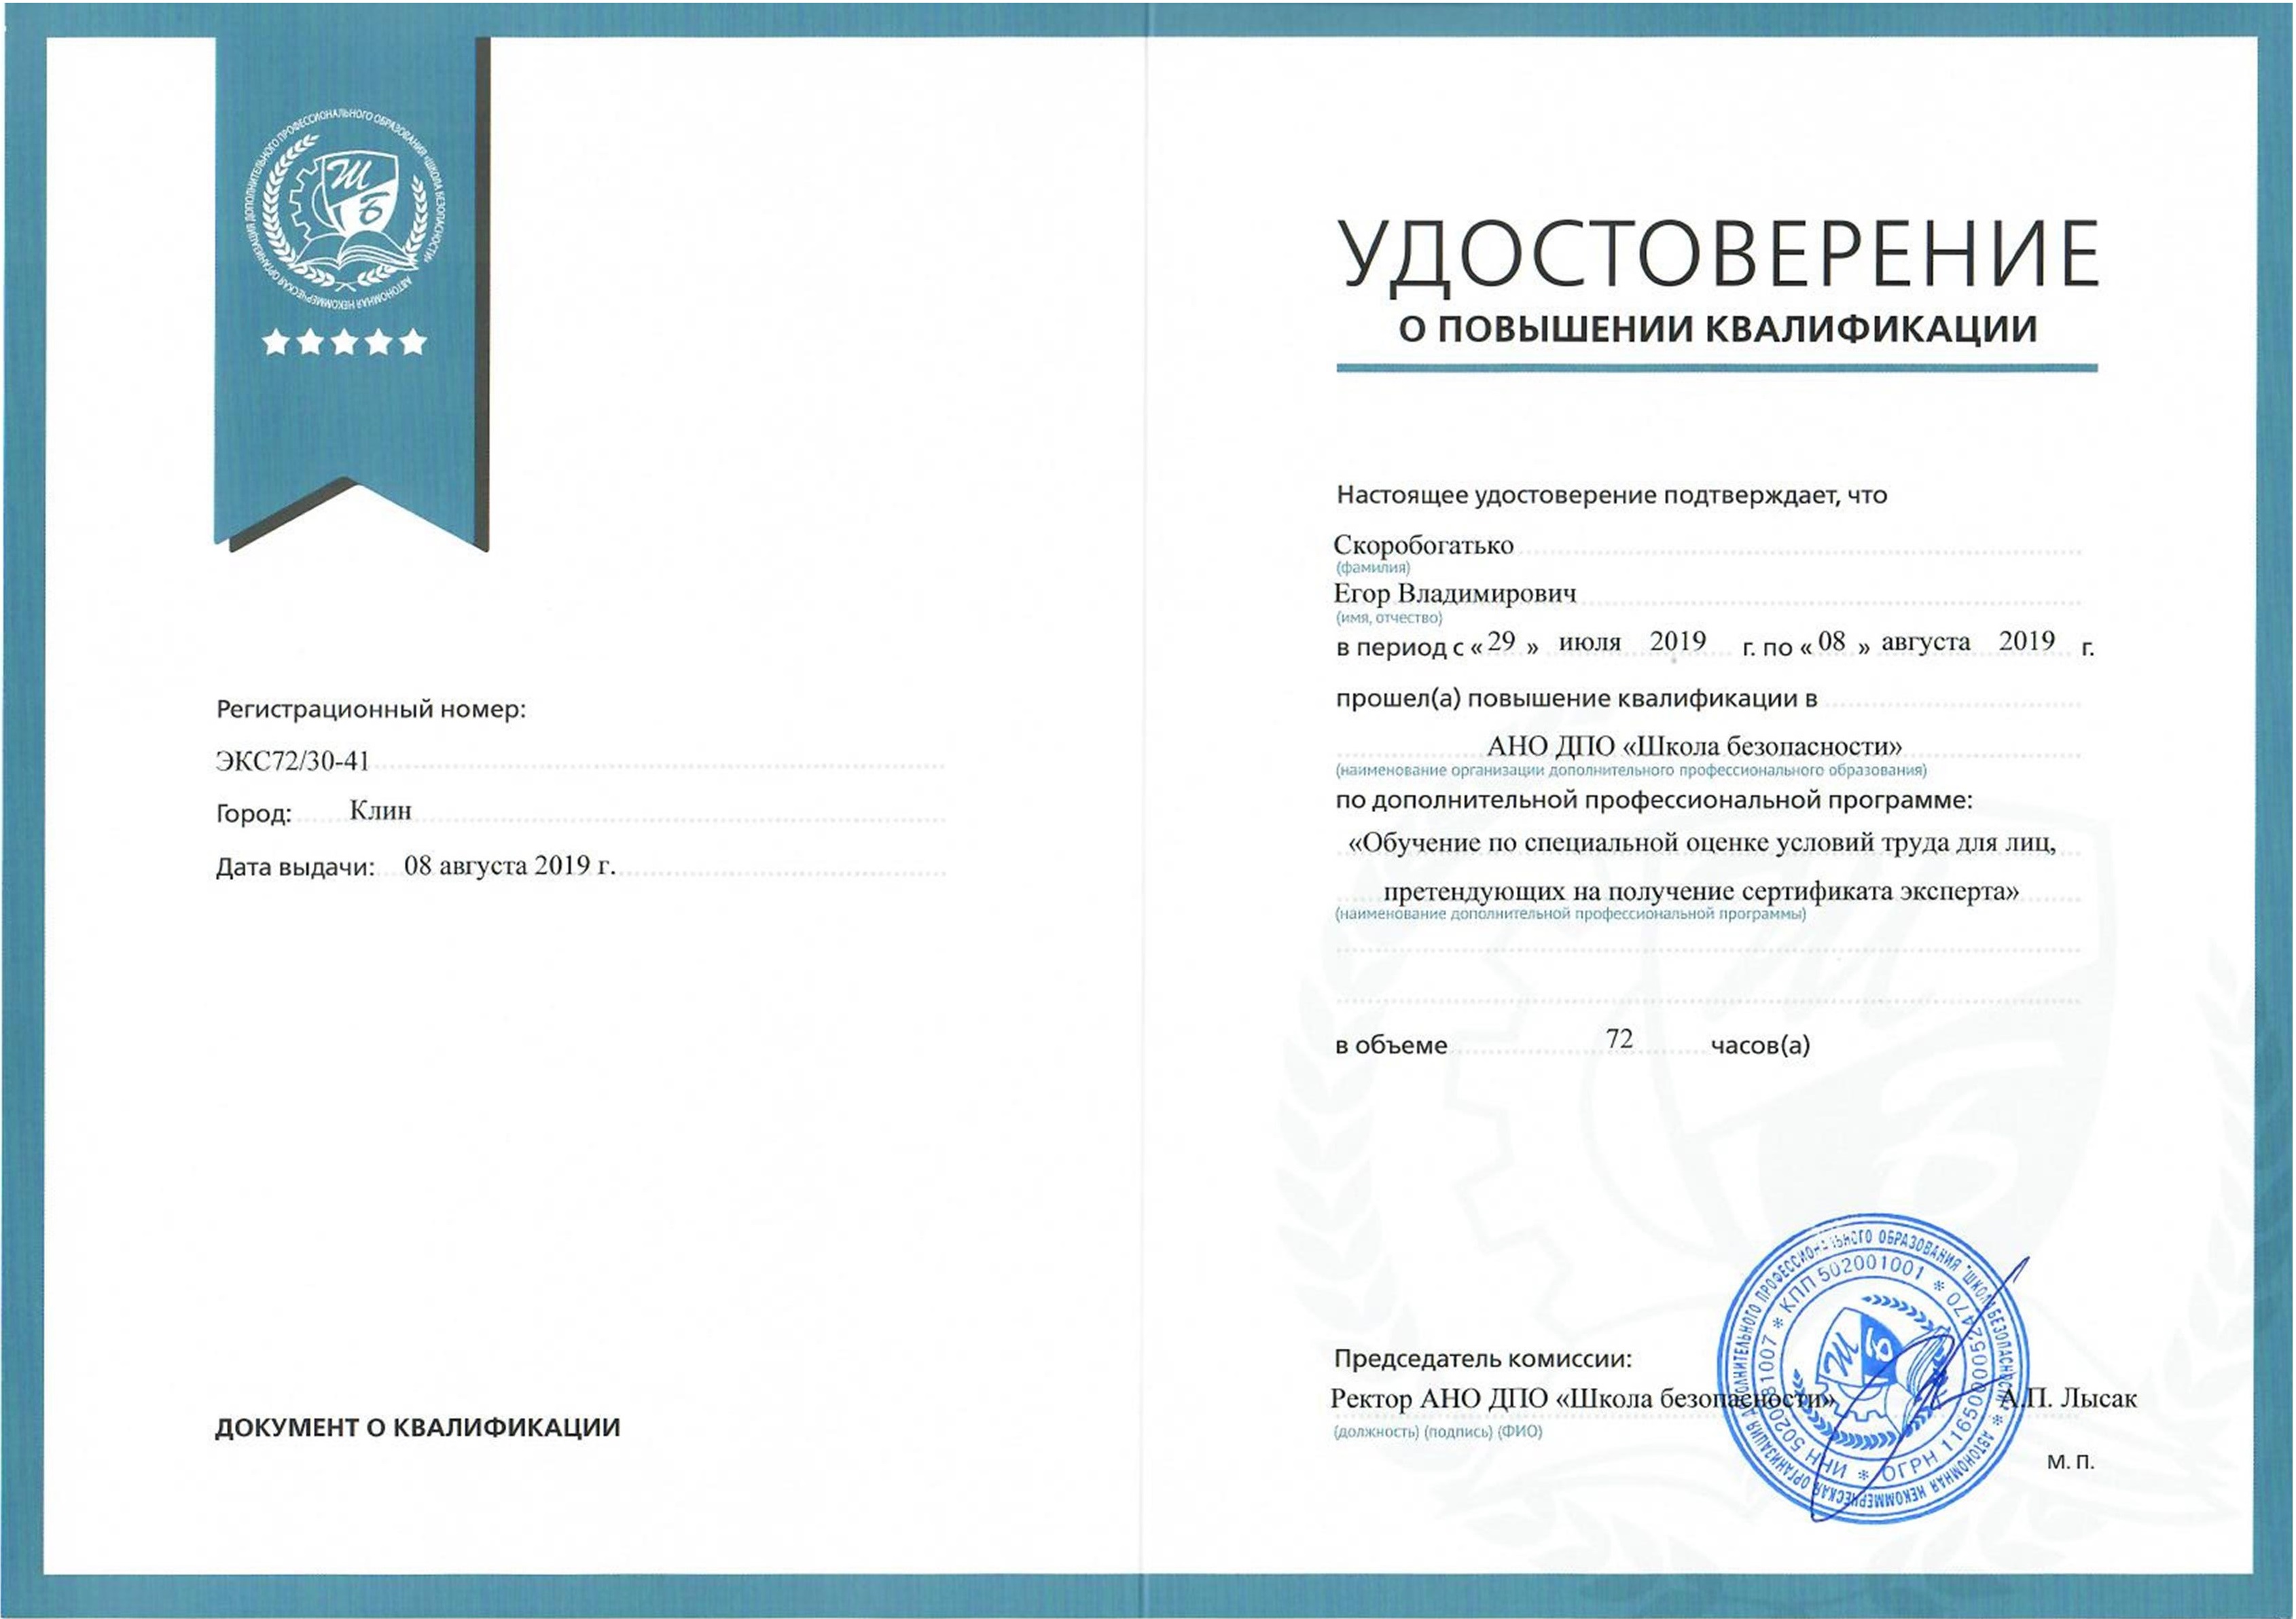 АВТОНОМНАЯ НЕКОММЕРЧЕСКАЯ ОРГАНИЗАЦИЯ ДОПОЛНИТЕЛЬНОГО ПРОФЕССИОНАЛЬНОГО ОБРАЗОВАНИЯ «ШКОЛА БЕЗОПАСНОСТИ»
Ш
Б
Регистрационный номер:
ЭКС72/30-41
Город: Клин
Дата выдачи: 08 августа 2019 г.
ДОКУМЕНТ О КВАЛИФИКАЦИИ
УДОСТОВЕРЕНИЕ
О ПОВЫШЕНИИ КВАЛИФИКАЦИИ
Настоящее удостоверение подтверждает, что
Скоробогатько
(фамилия)
Егор Владимирович
(имя, отчество)
в период с « 29 » июля 2019 г. по « 08 » августа 2019 г.
прошел(а) повышение квалификации в
АНО ДПО «Школа безопасности»
(наименование организации дополнительного профессионального образования)
по дополнительной профессиональной программе:
«Обучение по специальной оценке условий труда для лиц,
претендующих на получение сертификата эксперта»
(наименование дополнительной профессиональной программы)
в объеме 72 часов(а)
Председатель комиссии:
Ректор АНО ДПО «Школа безопасности» А.П. Лысак
(должность) (подпись) (ФИО)
М. П.
АВТОНОМНАЯ НЕКОММЕРЧЕСКАЯ ОРГАНИЗАЦИЯ ДОПОЛНИТЕЛЬНОГО ПРОФЕССИОНАЛЬНОГО ОБРАЗОВАНИЯ "ШКОЛА БЕЗОПАСНОСТИ" *
ИНН 5020081007 * КПП 502001001 * ОГРН 1165000052470 *
Ш
Б